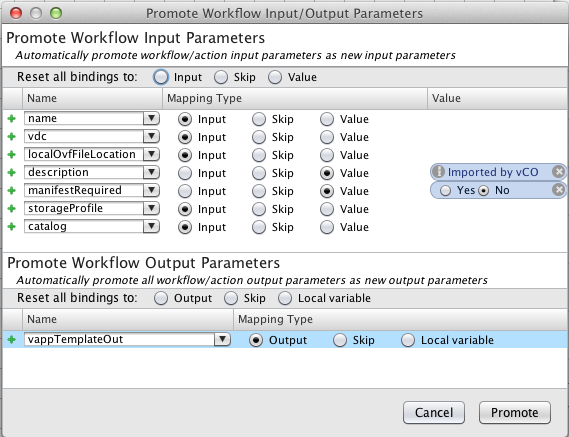 Promote Workflow Input/Output Parameters
Promote Workflow Input Parameters
Automatically promote workflow/action input parameters as new input parameters
Reset all bindings to: Input Skip Value
Name Mapping Type Value
name Input Skip Value
vdc Input Skip Value
localOvfFileLocation Input Skip Value
description Input Skip Value Imported by vCO
manifestRequired Input Skip Value Yes No
storageProfile Input Skip Value
catalog Input Skip Value
Promote Workflow Output Parameters
Automatically promote all workflow/action output parameters as new output parameters
Reset all bindings to: Output Skip Local variable
Name Mapping Type
vappTemplateOut Output Skip Local variable
Cancel Promote